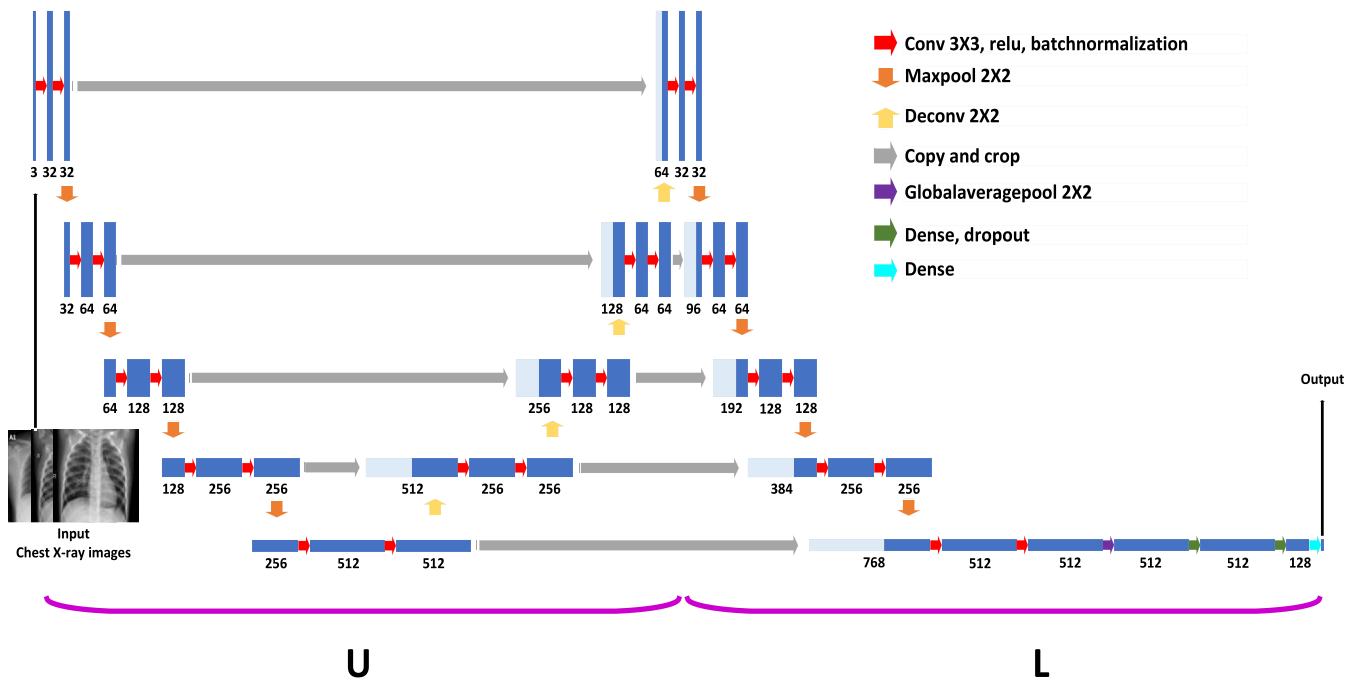 Conv 3X3, relu, batchnormalization
Maxpool 2X2
Deconv 2X2
Copy and crop
Globalaveragepool 2X2
Dense, dropout
Dense
3 32 32
64 32 32
32 64 64
128 64 64 96 64 64
64 128 128
256 128 128
192 128 128
Output
128 256 256
512 256 256
384 256 256
A1
Input
Chest X-ray images
256 512 512
768 512 512 512 512 128
U
L